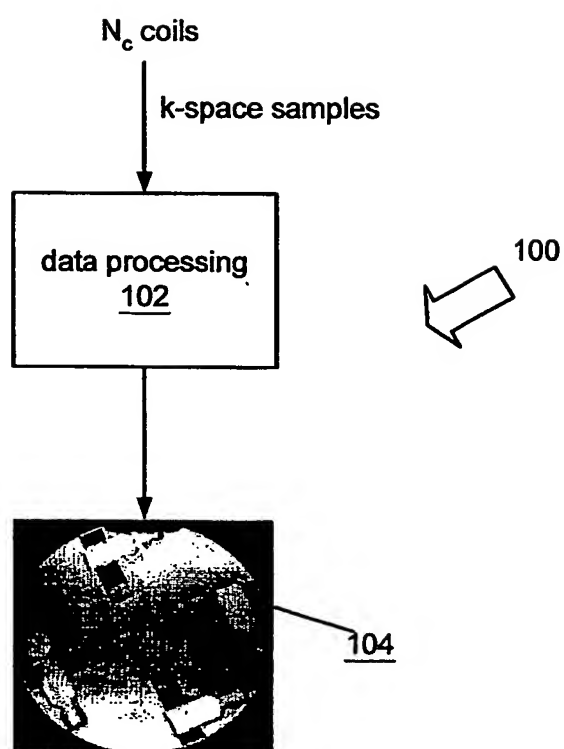 N_c coils
k-space samples
data processing
102
100
104